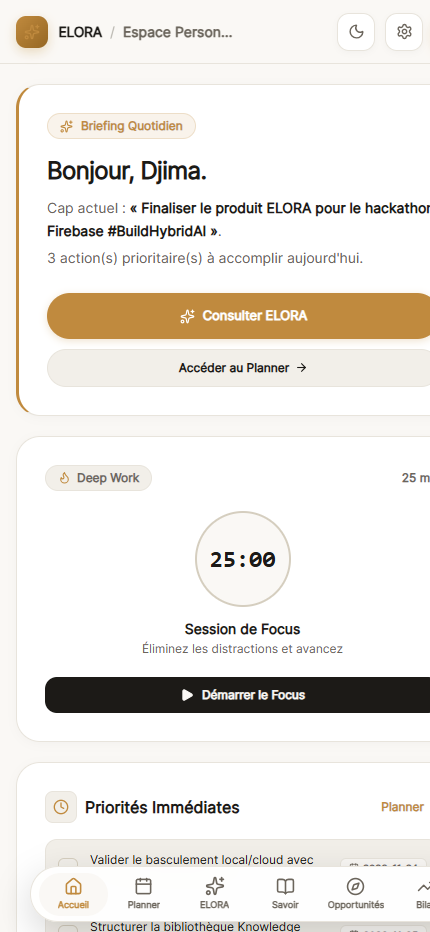 ELORA / Espace Person...
Briefing Quotidien
Bonjour, Djima.
Cap actuel : « Finaliser le produit ELORA pour le hackathon
Firebase #BuildHybridAI ».
3 action(s) prioritaire(s) à accomplir aujourd'hui.
Consulter ELORA
Accéder au Planner →
Deep Work
25 m
25:00
Session de Focus
Éliminez les distractions et avancez
Démarrer le Focus
Priorités Immédiates
Planner
Valider le basculement local/cloud avec
Accueil
Planner
ELORA
Savoir
Opportunités
Bila
Structurer la bibliothèque Knowledge